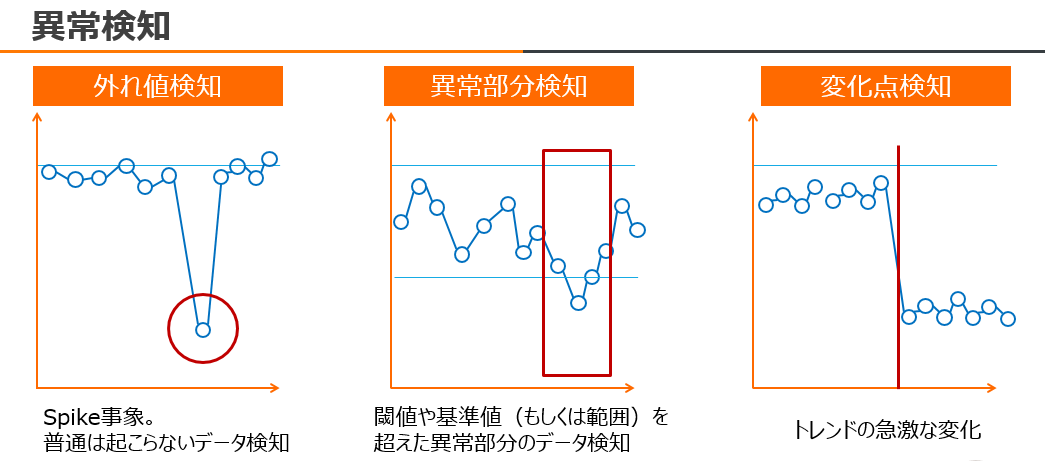 異常検知
外れ値検知
異常部分検知
変化点検知
Spike事象。
普通は起こらないデータ検知
閾値や基準値（もしくは範囲）を
超えた異常部分のデータ検知
トレンドの急激な変化